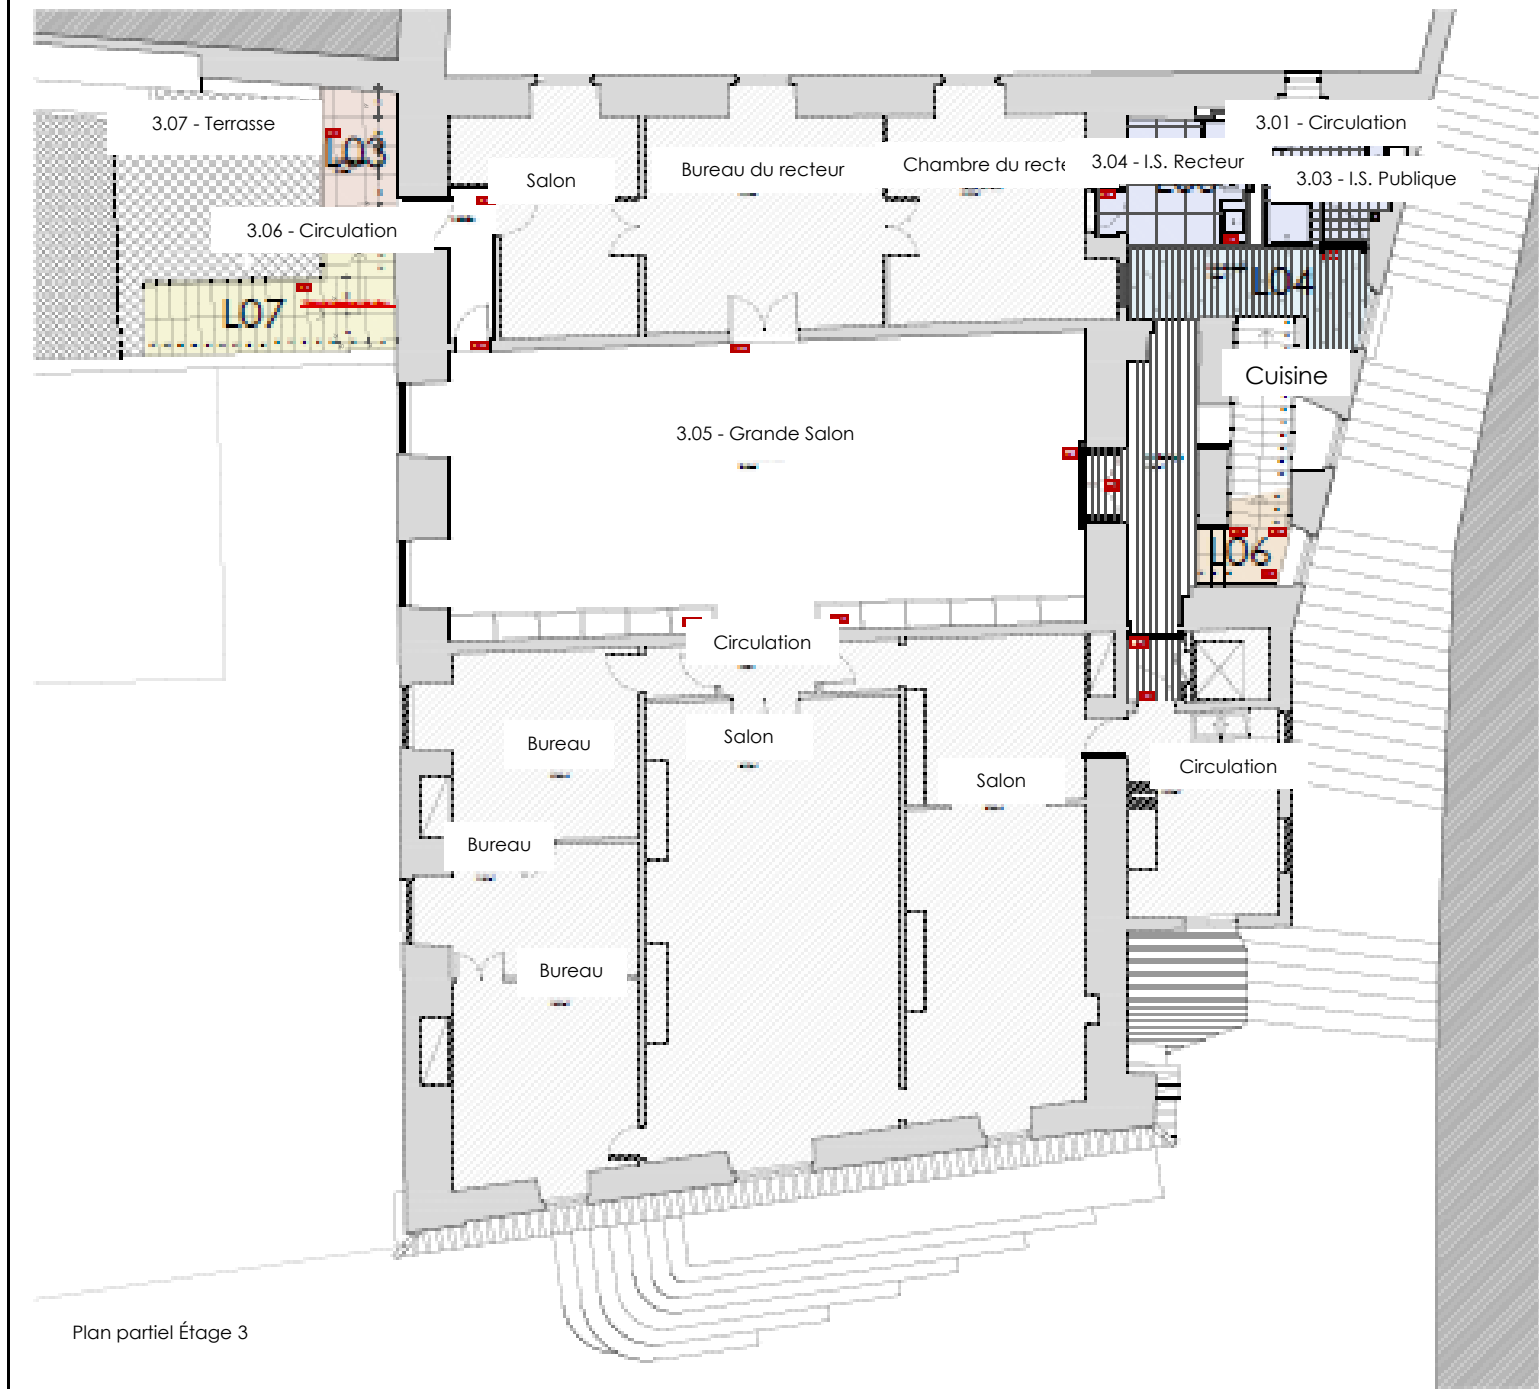 3.07 - Terrasse
L03
3.01 - Circulation
Salon
Bureau du recteur
Chambre du recte
3.04 - I.S. Recteur
3.03 - I.S. Publique
3.06 - Circulation
L07
L04
Cuisine
3.05 - Grande Salon
L06
Circulation
Bureau
Salon
Salon
Circulation
Bureau
Bureau
Plan partiel Étage 3